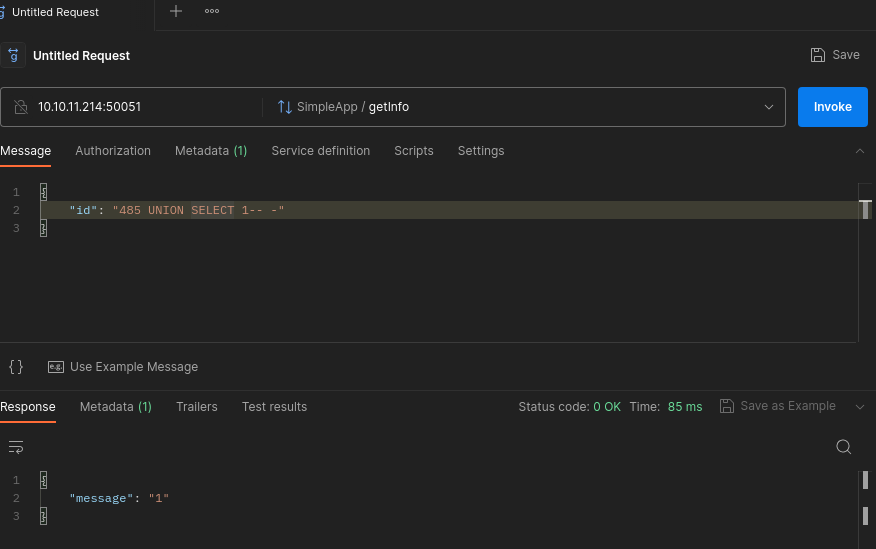 Untitled Request
Untitled Request
Save
10.10.11.214:50051 SimpleApp / getInfo Invoke
Message Authorization Metadata (1) Service definition Scripts Settings
1 {
2 "id": "485 UNION SELECT 1-- -"
3 }
{} e.g. Use Example Message
Response Metadata (1) Trailers Test results Status code: 0 OK Time: 85 ms Save as Example
1 {
2 "message": "1"
3 }